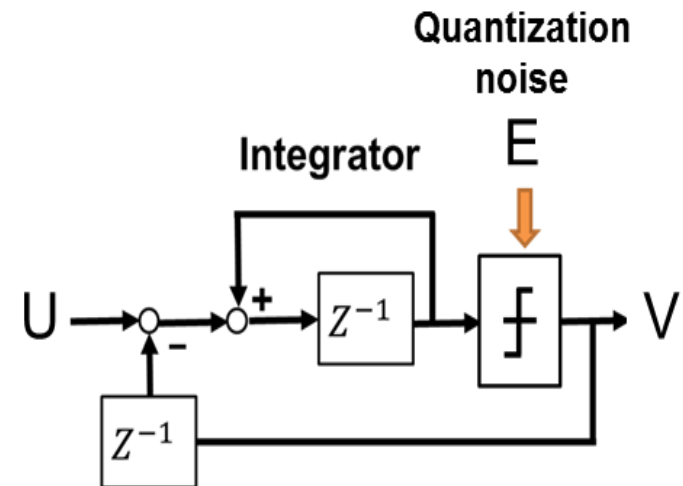 Quantization
noise
E
Integrator
U
+
Z⁻¹
V
−
Z⁻¹